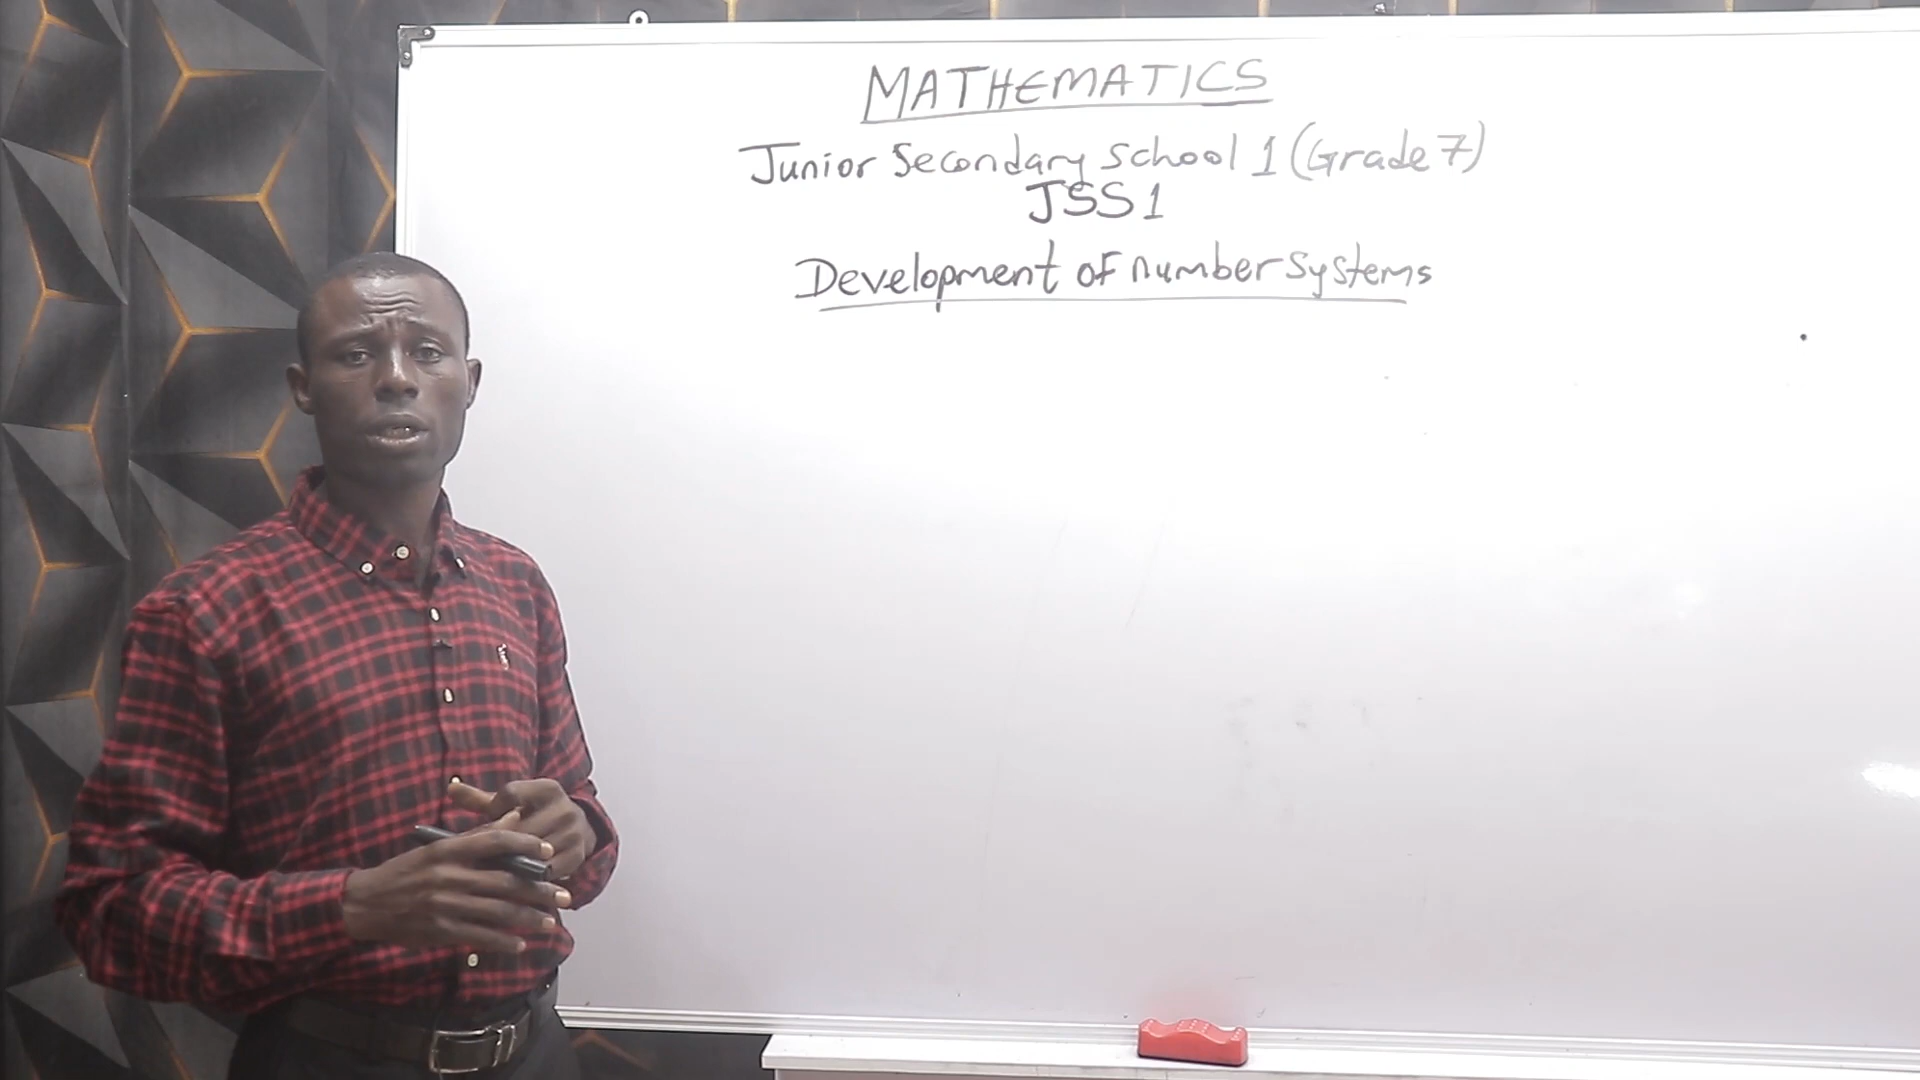 MATHEMATICS
Junior Secondary School 1 (Grade 7)
JSS 1
Development of number systems